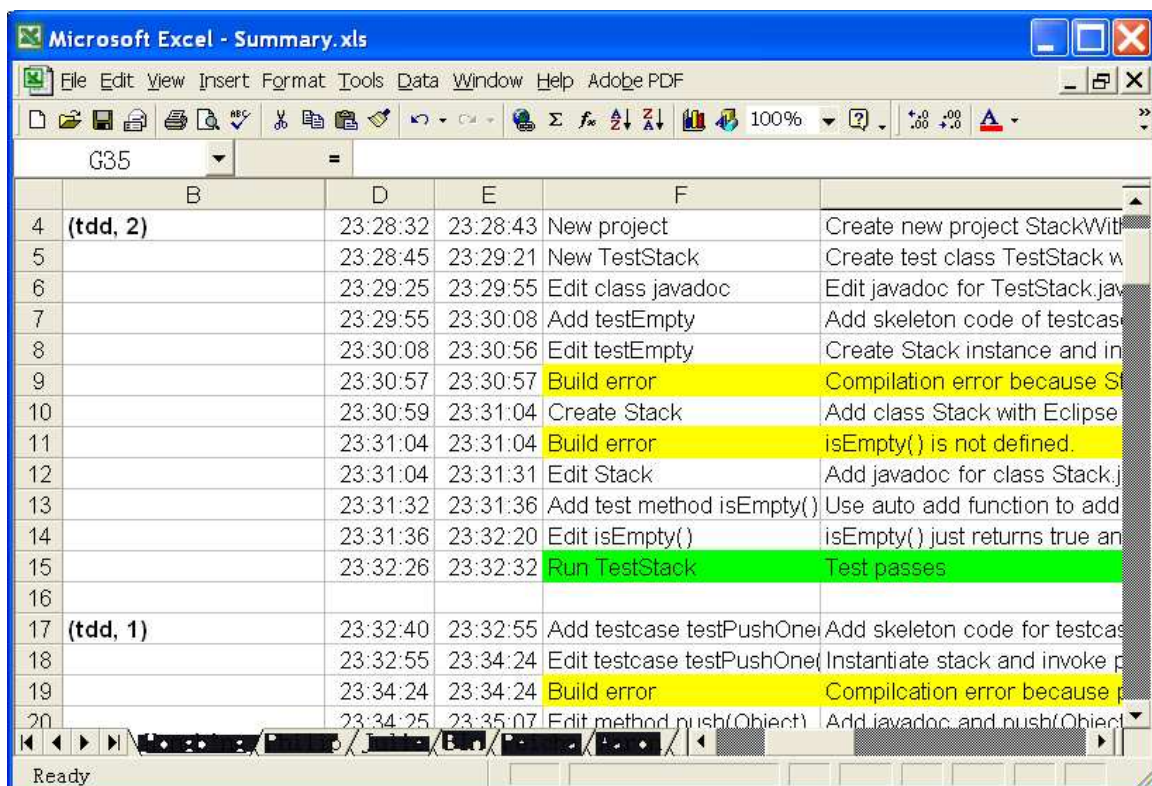 Microsoft Excel - Summary.xls
File Edit View Insert Format Tools Data Window Help Adobe PDF
100%
G35 =
B D E F
4 (tdd, 2) 23:28:32 23:28:43 New project Create new project StackWith
5 23:28:45 23:29:21 New TestStack Create test class TestStack w
6 23:29:25 23:29:55 Edit class javadoc Edit javadoc for TestStack.jav
7 23:29:55 23:30:08 Add testEmpty Add skeleton code of testcas
8 23:30:08 23:30:56 Edit testEmpty Create Stack instance and in
9 23:30:57 23:30:57 Build error Compilation error because St
10 23:30:59 23:31:04 Create Stack Add class Stack with Eclipse
11 23:31:04 23:31:04 Build error isEmpty() is not defined.
12 23:31:04 23:31:31 Edit Stack Add javadoc for class Stack.j
13 23:31:32 23:31:36 Add test method isEmpty() Use auto add function to add
14 23:31:36 23:32:20 Edit isEmpty() isEmpty() just returns true an
15 23:32:26 23:32:32 Run TestStack Test passes
16
17 (tdd, 1) 23:32:40 23:32:55 Add testcase testPushOne( Add skeleton code for testcas
18 23:32:55 23:34:24 Edit testcase testPushOne( Instantiate stack and invoke p
19 23:34:24 23:34:24 Build error Compilcation error because p
20 23:34:25 23:35:07 Edit method push(Object) Add javadoc and push(Object
Ready